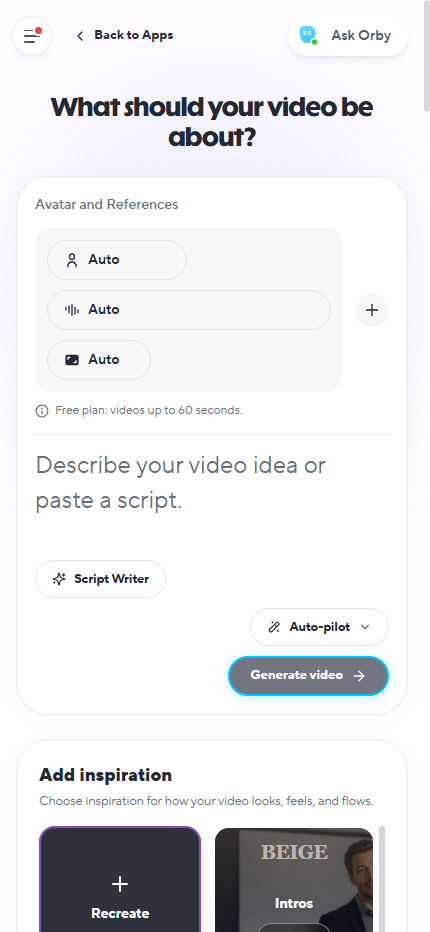 Back to Apps
Ask Orby
What should your video be
about?
Avatar and References
Auto
Auto
Auto
Free plan: videos up to 60 seconds.
Describe your video idea or
paste a script.
Script Writer
Auto-pilot
Generate video
Add inspiration
Choose inspiration for how your video looks, feels, and flows.
BEIGE
Intros
Recreate